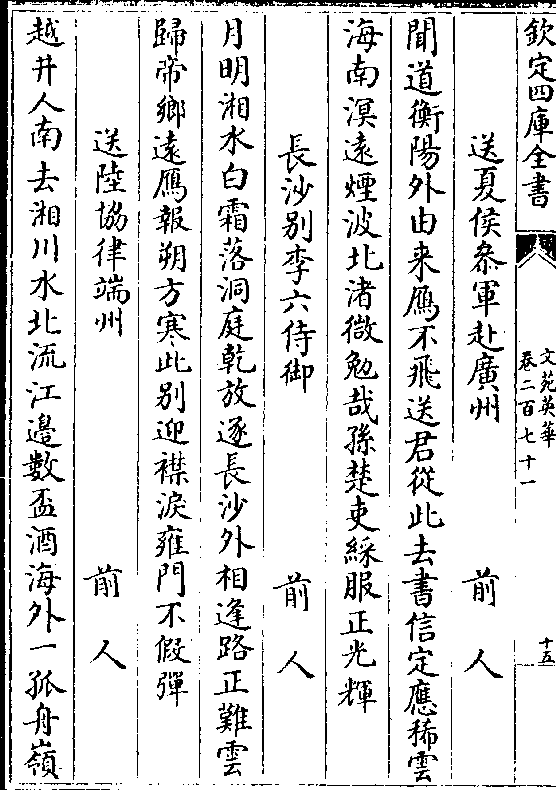 欽定四庫全書
文苑英華
卷二百七十一
十五
送夏侯叅軍赴廣州 前人
聞道衡陽外由来鴈不飛送君從此去書信定應稀雲
海南溟遠煙波北渚微勉哉孫楚吏綵服正光輝
長沙别李六侍御 前人
月明湘水白霜落洞庭乾放逐長沙外相逢路正難雲
歸帝鄉遠鴈報朔方寒此别迎襟淚雍門不假彈
送陸協律端州 前人
越井人南去湘川水北流江邉數盃酒海外一孤舟嶺